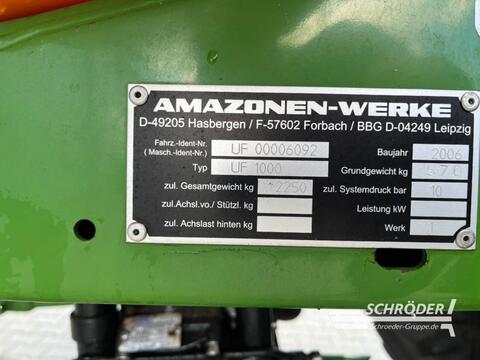 AMAZONEN-WERKE
D-49205 Hasbergen / F-57602 Forbach / BBG D-04249 Leipzig
Fahrz.-Ident-Nr. UF 00006092 Baujahr 2006
( Masch.-Ident-Nr.)
Typ UF 1000 Grundgewicht kg 570
zul. Gesamtgewicht kg 2250 zul. Systemdruck bar 10
zul. Achsl.vo./ Stützl. kg Leistung kW
zul. Achslast hinten kg Werk 1
SCHRÖDER
Schroeder-Gruppe.de